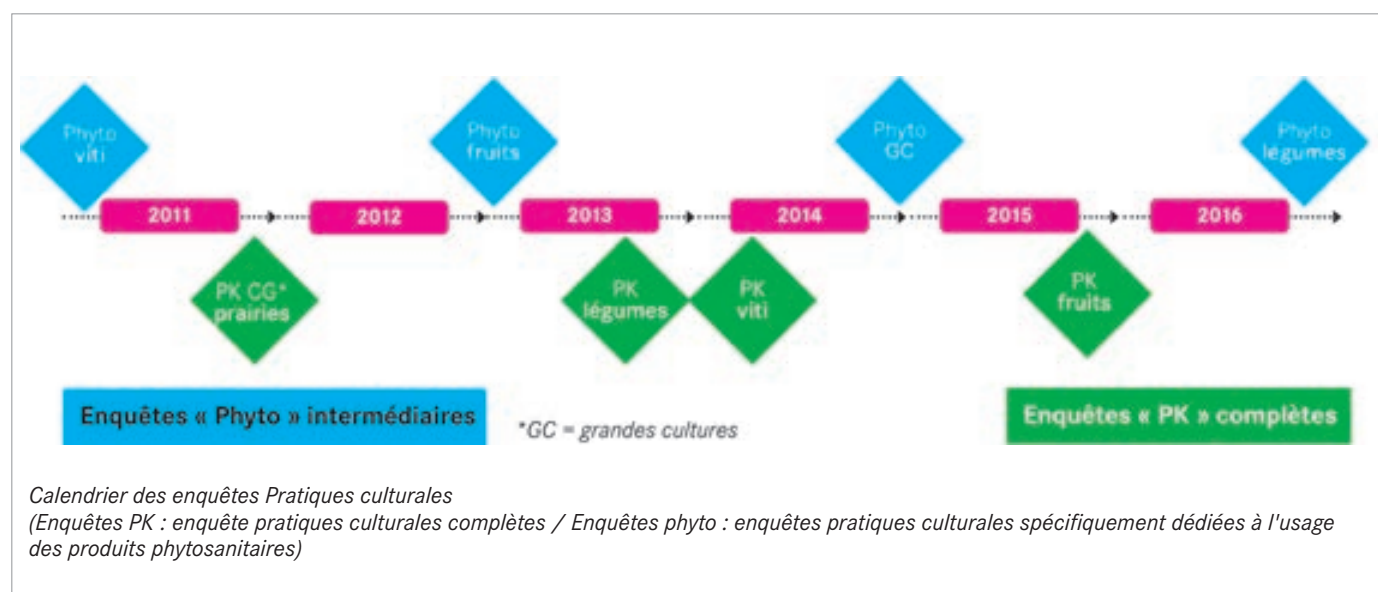 Phyto
viti
Phyto
fruits
Phyto
GC
Phyto
légumes
2011
2012
2013
2014
2015
2016
PK CG*
prairies
PK
légumes
PK
viti
PK
fruits
Enquêtes « Phyto » intermédiaires
*GC = grandes cultures
Enquêtes « PK » complètes
Calendrier des enquêtes Pratiques culturales
(Enquêtes PK : enquête pratiques culturales complètes / Enquêtes phyto : enquêtes pratiques culturales spécifiquement dédiées à l'usage
des produits phytosanitaires)